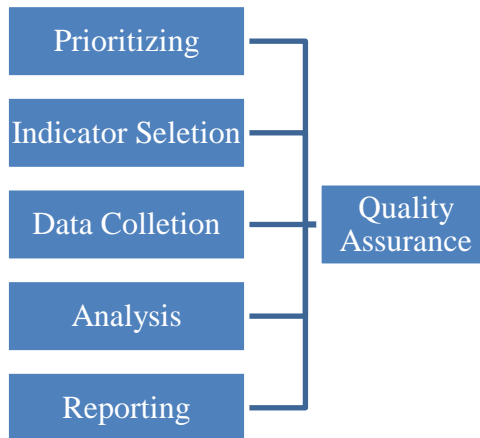 Prioritizing
Indicator Seletion
Data Colletion
Quality
Assurance
Analysis
Reporting